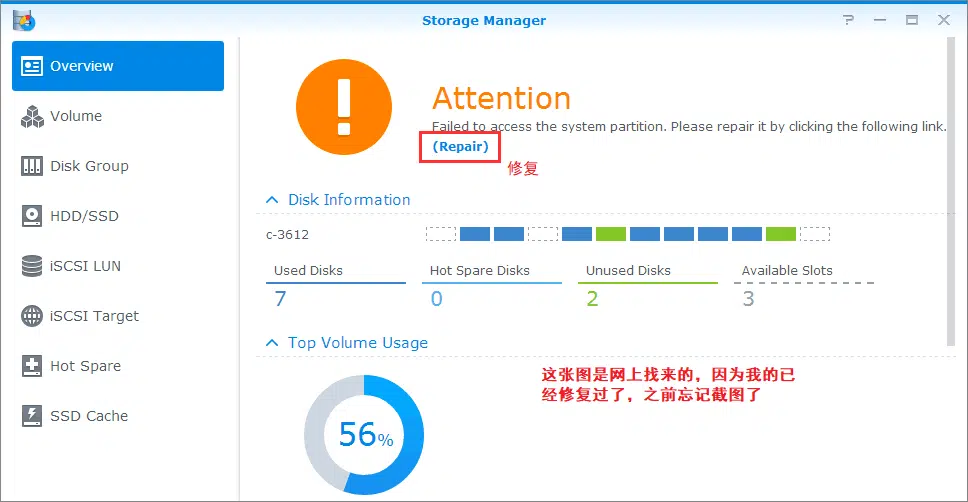 Storage Manager
Overview
Volume
Disk Group
HDD/SSD
iSCSI LUN
iSCSI Target
Hot Spare
SSD Cache
Attention
Failed to access the system partition. Please repair it by clicking the following link.
(Repair)
修复
Disk Information
c-3612
Used Disks
7
Hot Spare Disks
0
Unused Disks
2
Available Slots
3
Top Volume Usage
56%
这张图是网上找来的，因为我的已
经修复过了，之前忘记截图了